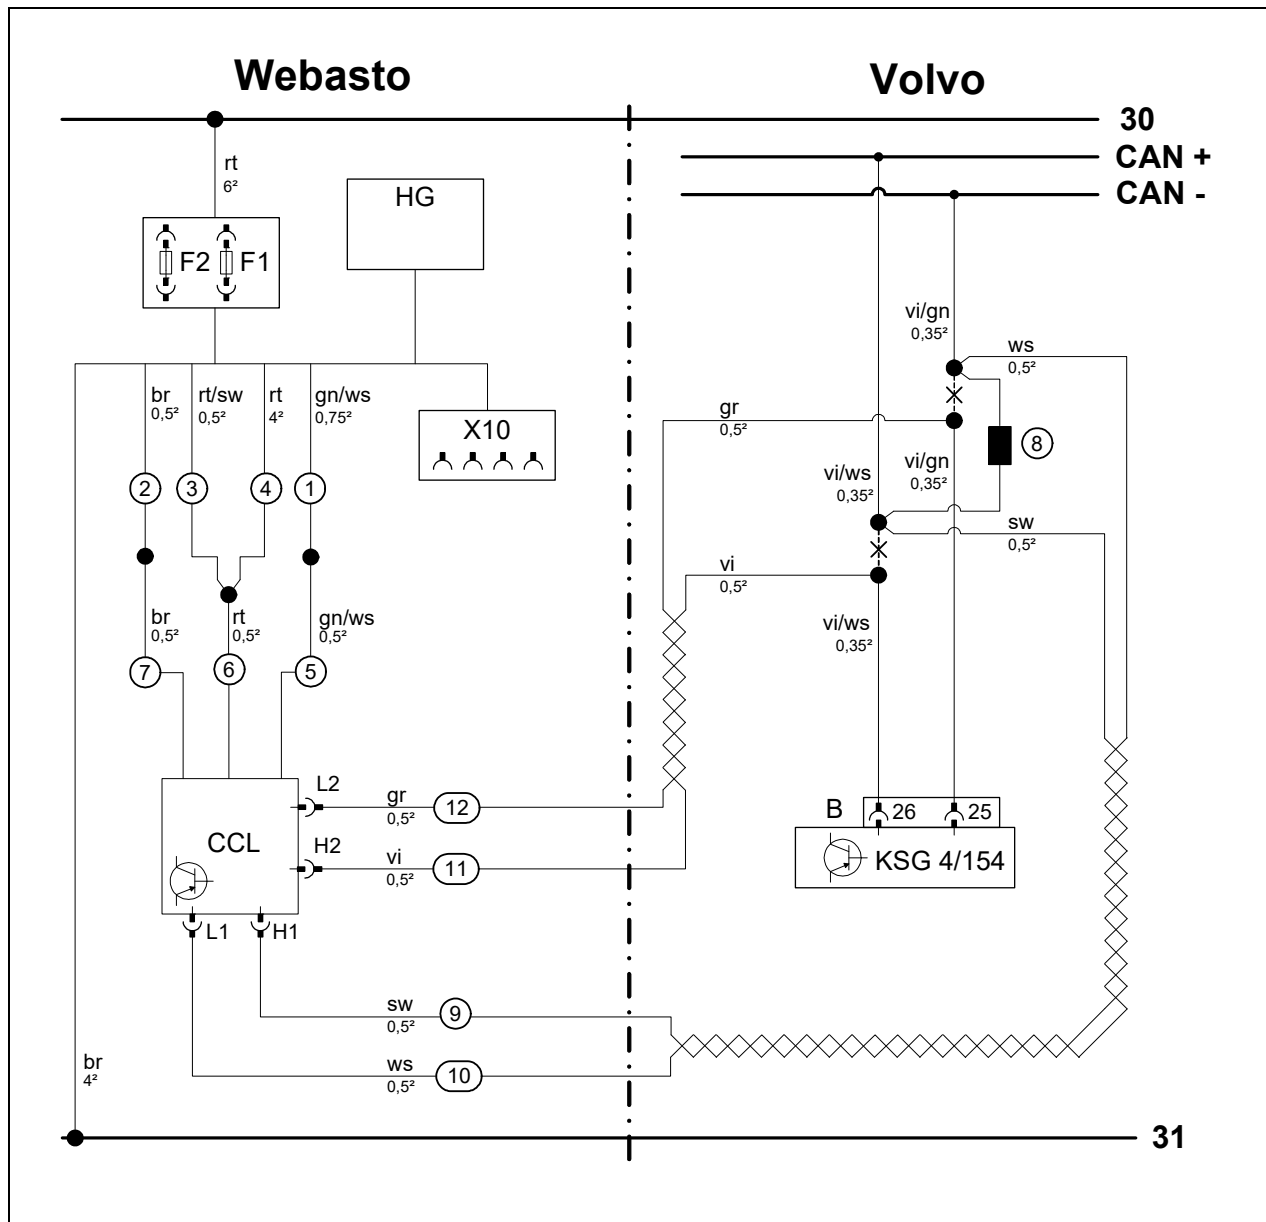 Webasto
Volvo
30
CAN +
CAN -
rt
6²
HG
F2
F1
vi/gn
0,35²
ws
0,5²
br
0,5²
rt/sw
0,5²
rt
4²
gn/ws
0,75²
X10
gr
0,5²
8
vi/ws
0,35²
vi/gn
0,35²
2
3
4
1
sw
0,5²
vi
0,5²
br
0,5²
rt
0,5²
gn/ws
0,5²
vi/ws
0,35²
7
6
5
L2
gr
0,5²
12
B
26
25
CCL
H2
vi
0,5²
11
KSG 4/154
L1
H1
sw
0,5²
9
br
4²
ws
0,5²
10
31